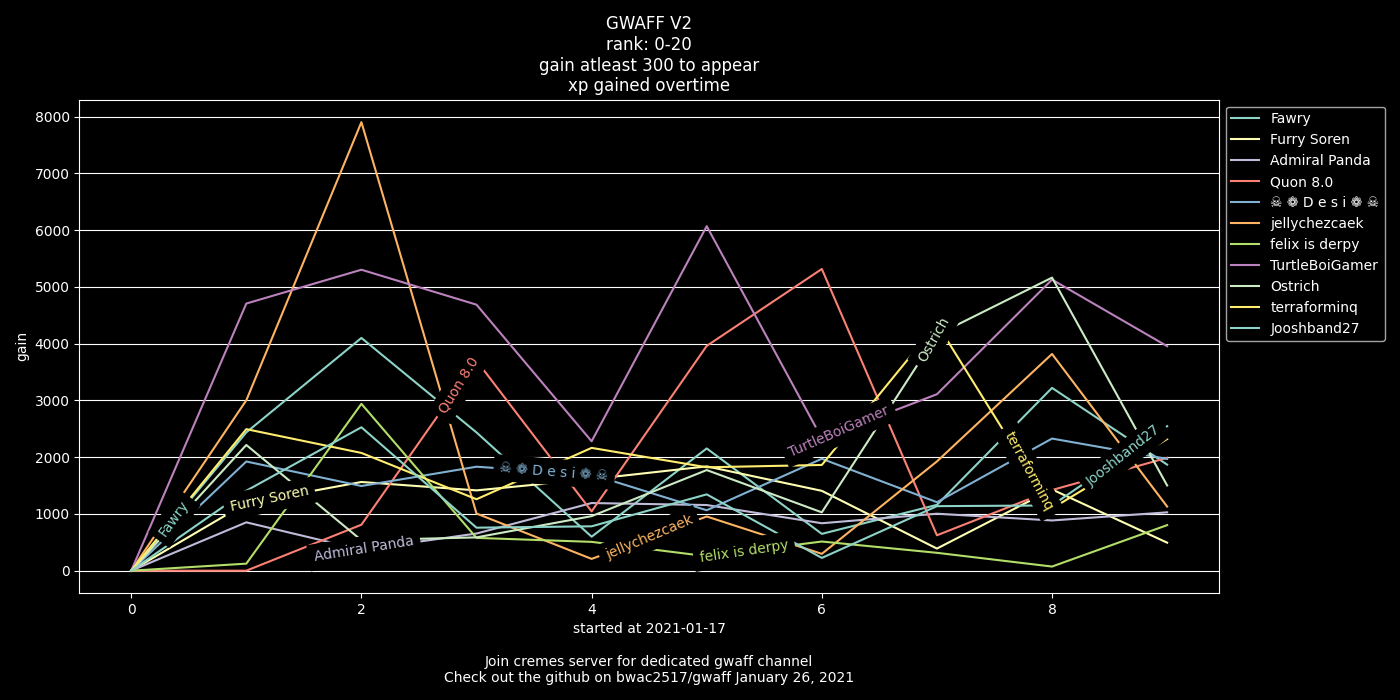 GWAFF V2
rank: 0-20
gain atleast 300 to appear
xp gained overtime
8000
7000
6000
5000
4000
3000
2000
1000
0
gain
Fawry
Furry Soren
Admiral Panda
Quon 8.0
☠ ❁ D e s i ❁ ☠
jellychezcaek
felix is derpy
TurtleBoiGamer
Ostrich
terraforminq
Jooshband27
0 2 4 6 8
started at 2021-01-17
Fawry
Furry Soren
Admiral Panda
Quon 8.0
☠ ❁ D e s i ❁ ☠
jellychezcaek
felix is derpy
TurtleBoiGamer
Ostrich
terraforminq
Jooshband27
Join cremes server for dedicated gwaff channel
Check out the github on bwac2517/gwaff January 26, 2021